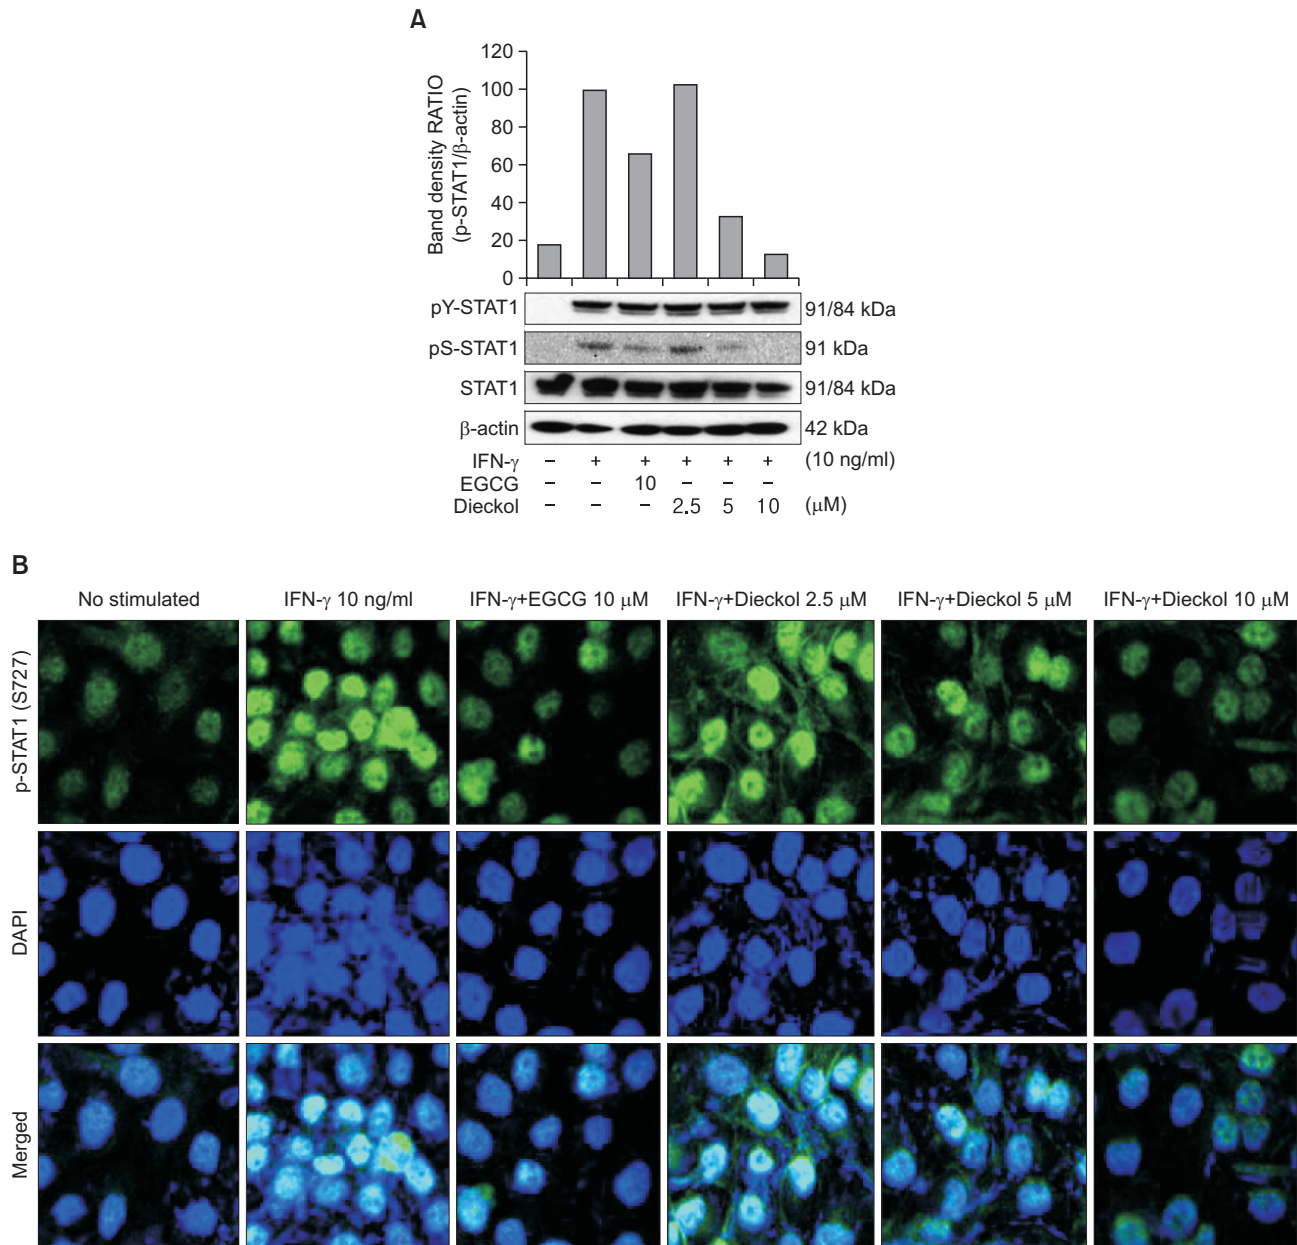 A
120
100
80
60
40
20
0
Band density RATIO
(p-STAT1/β-actin)
pY-STAT1 91/84 kDa
pS-STAT1 91 kDa
STAT1 91/84 kDa
β-actin 42 kDa
IFN-γ – + + + + + (10 ng/ml)
EGCG – – 10 – – –
Dieckol – – – 2.5 5 10 (μM)
B
No stimulated IFN-γ 10 ng/ml IFN-γ+EGCG 10 μM IFN-γ+Dieckol 2.5 μM IFN-γ+Dieckol 5 μM IFN-γ+Dieckol 10 μM
p-STAT1 (S727)
DAPI
Merged